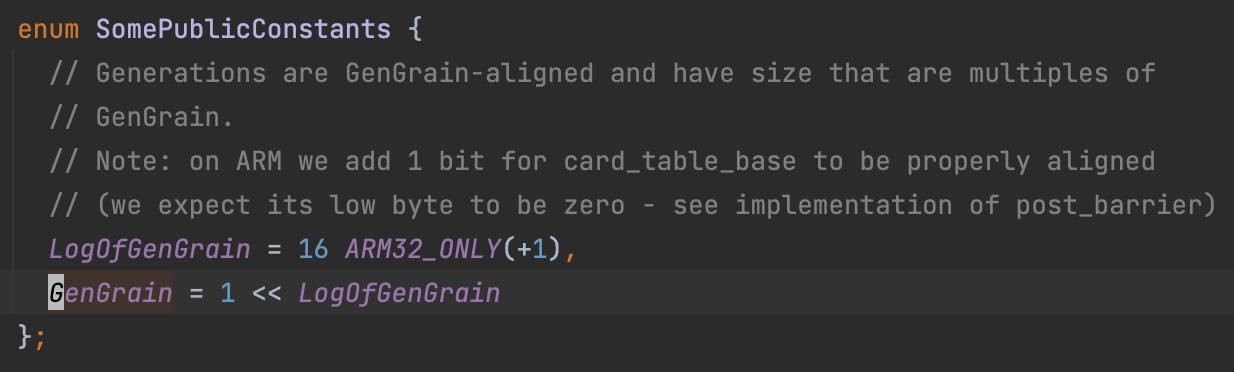 enum SomePublicConstants {
// Generations are GenGrain-aligned and have size that are multiples of
// GenGrain.
// Note: on ARM we add 1 bit for card_table_base to be properly aligned
// (we expect its low byte to be zero - see implementation of post_barrier)
LogOfGenGrain = 16 ARM32_ONLY(+1),
GenGrain = 1 << LogOfGenGrain
};